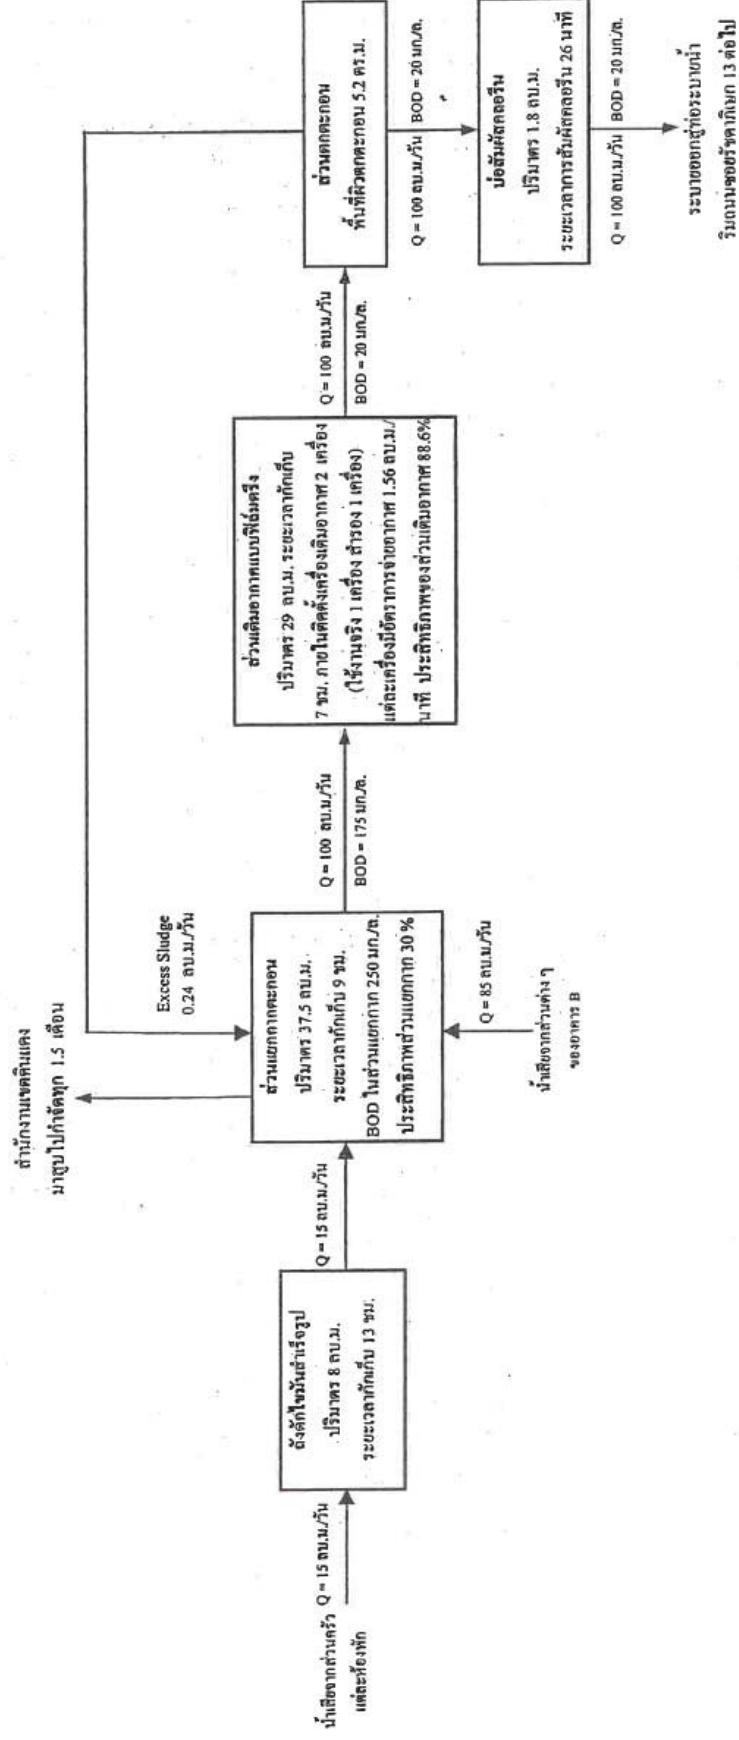 น้ำเสียจากส่วนครัว
แต่ละห้องพัก
Q = 15 ลบ.ม./วัน
ถังดักไขมันสำเร็จรูป
ปริมาตร 8 ลบ.ม.
ระยะเวลากักเก็บ 13 ชม.
Q = 15 ลบ.ม./วัน
สำนักงานเขตดินแดง
มาสูบไปกำจัดทุก 1.5 เดือน
Excess Sludge
0.24 ลบ.ม./วัน
ส่วนแยกกากตะกอน
ปริมาตร 37.5 ลบ.ม.
ระยะเวลากักเก็บ 9 ชม.
BOD ในส่วนแยกกาก 250 มก./ล.
ประสิทธิภาพส่วนแยกกาก 30 %
Q = 85 ลบ.ม./วัน
น้ำเสียจากส่วนต่าง ๆ
ของอาคาร B
Q = 100 ลบ.ม./วัน
BOD = 175 มก./ล.
ส่วนเติมอากาศแบบฟิล์มตรึง
ปริมาตร 29 ลบ.ม. ระยะเวลากักเก็บ
7 ชม. ภายในติดตั้งเครื่องเติมอากาศ 2 เครื่อง
(ใช้งานจริง 1 เครื่อง สำรอง 1 เครื่อง)
แต่ละเครื่องมีอัตราการจ่ายอากาศ 1.56 ลบ.ม./
นาที ประสิทธิภาพของส่วนเติมอากาศ 88.6%
Q = 100 ลบ.ม./วัน
BOD = 20 มก./ล.
ส่วนตกตะกอน
พื้นที่ผิวตกตะกอน 5.2 ตร.ม.
Q = 100 ลบ.ม./วัน BOD = 20 มก./ล.
บ่อสัมผัสคลอรีน
ปริมาตร 1.8 ลบ.ม.
ระยะเวลาการสัมผัสคลอรีน 26 นาที
Q = 100 ลบ.ม./วัน BOD = 20 มก./ล.
ระบายออกสู่ท่อระบายน้ำ
ริมถนนซอยรัชดาภิเษก 13 ต่อไป